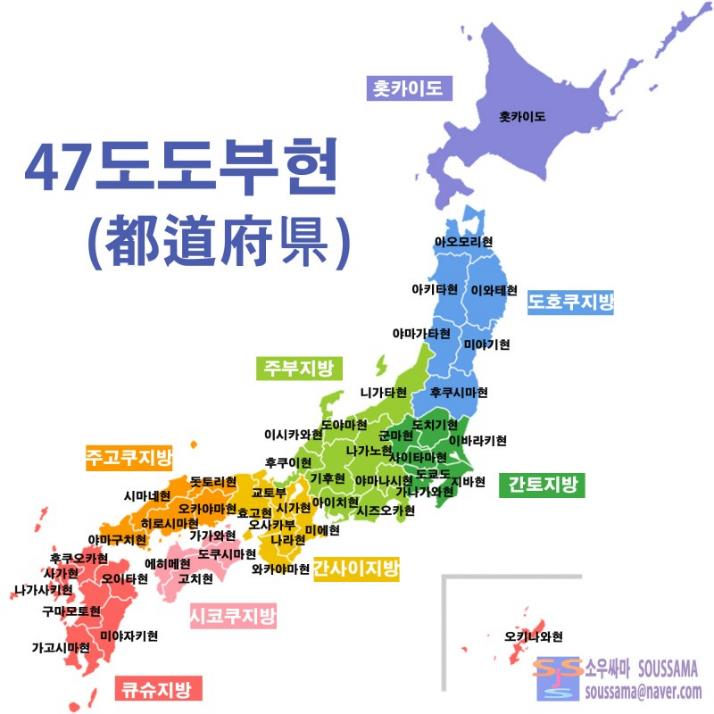 홋카이도
홋카이도
47도도부현
(都道府県)
아오모리현
아키타현
이와테현
도호쿠지방
야마가타현
미야기현
주부지방
니가타현
후쿠시마현
도야마현
도치기현
이시카와현
군마현
이바라키현
나가노현
사이타마현
주고쿠지방
후쿠이현
도쿄도
돗토리현
기후현
야마나시현
지바현
간토지방
시마네현
교토부
가나가와현
오카야마현
효고현
시가현
아이치현
시즈오카현
히로시마현
오사카부
미에현
야마구치현
가가와현
나라현
후쿠오카현
도쿠시마현
에히메현
와카야마현
간사이지방
사가현
오이타현
고치현
나가사키현
구마모토현
시코쿠지방
미야자키현
가고시마현
오키나와현
큐슈지방
SJS
소우싸마 SOUSSAMA
soussama@naver.com